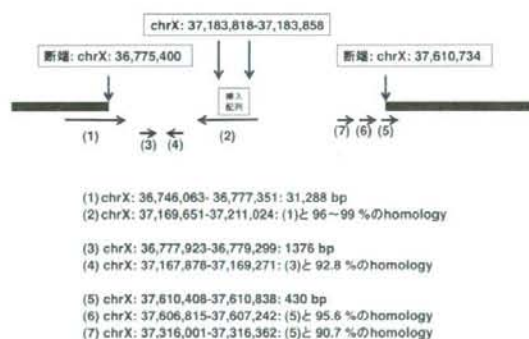 chrX: 37,183,818-37,183,858
断端: chrX: 36,775,400
断端: chrX: 37,610,734
挿入
配列
(1)
(3)
(4)
(2)
(7)
(6)
(5)
(1) chrX: 36,746,063- 36,777,351: 31,288 bp
(2) chrX: 37,169,651-37,211,024: (1)と 96～99 %のhomology
(3) chrX: 36,777,923-36,779,299: 1376 bp
(4) chrX: 37,167,878-37,169,271: (3)と 92.8 %のhomology
(5) chrX: 37,610,408-37,610,838: 430 bp
(6) chrX: 37,606,815-37,607,242: (5)と 95.6 %のhomology
(7) chrX: 37,316,001-37,316,362: (5)と 90.7 %のhomology